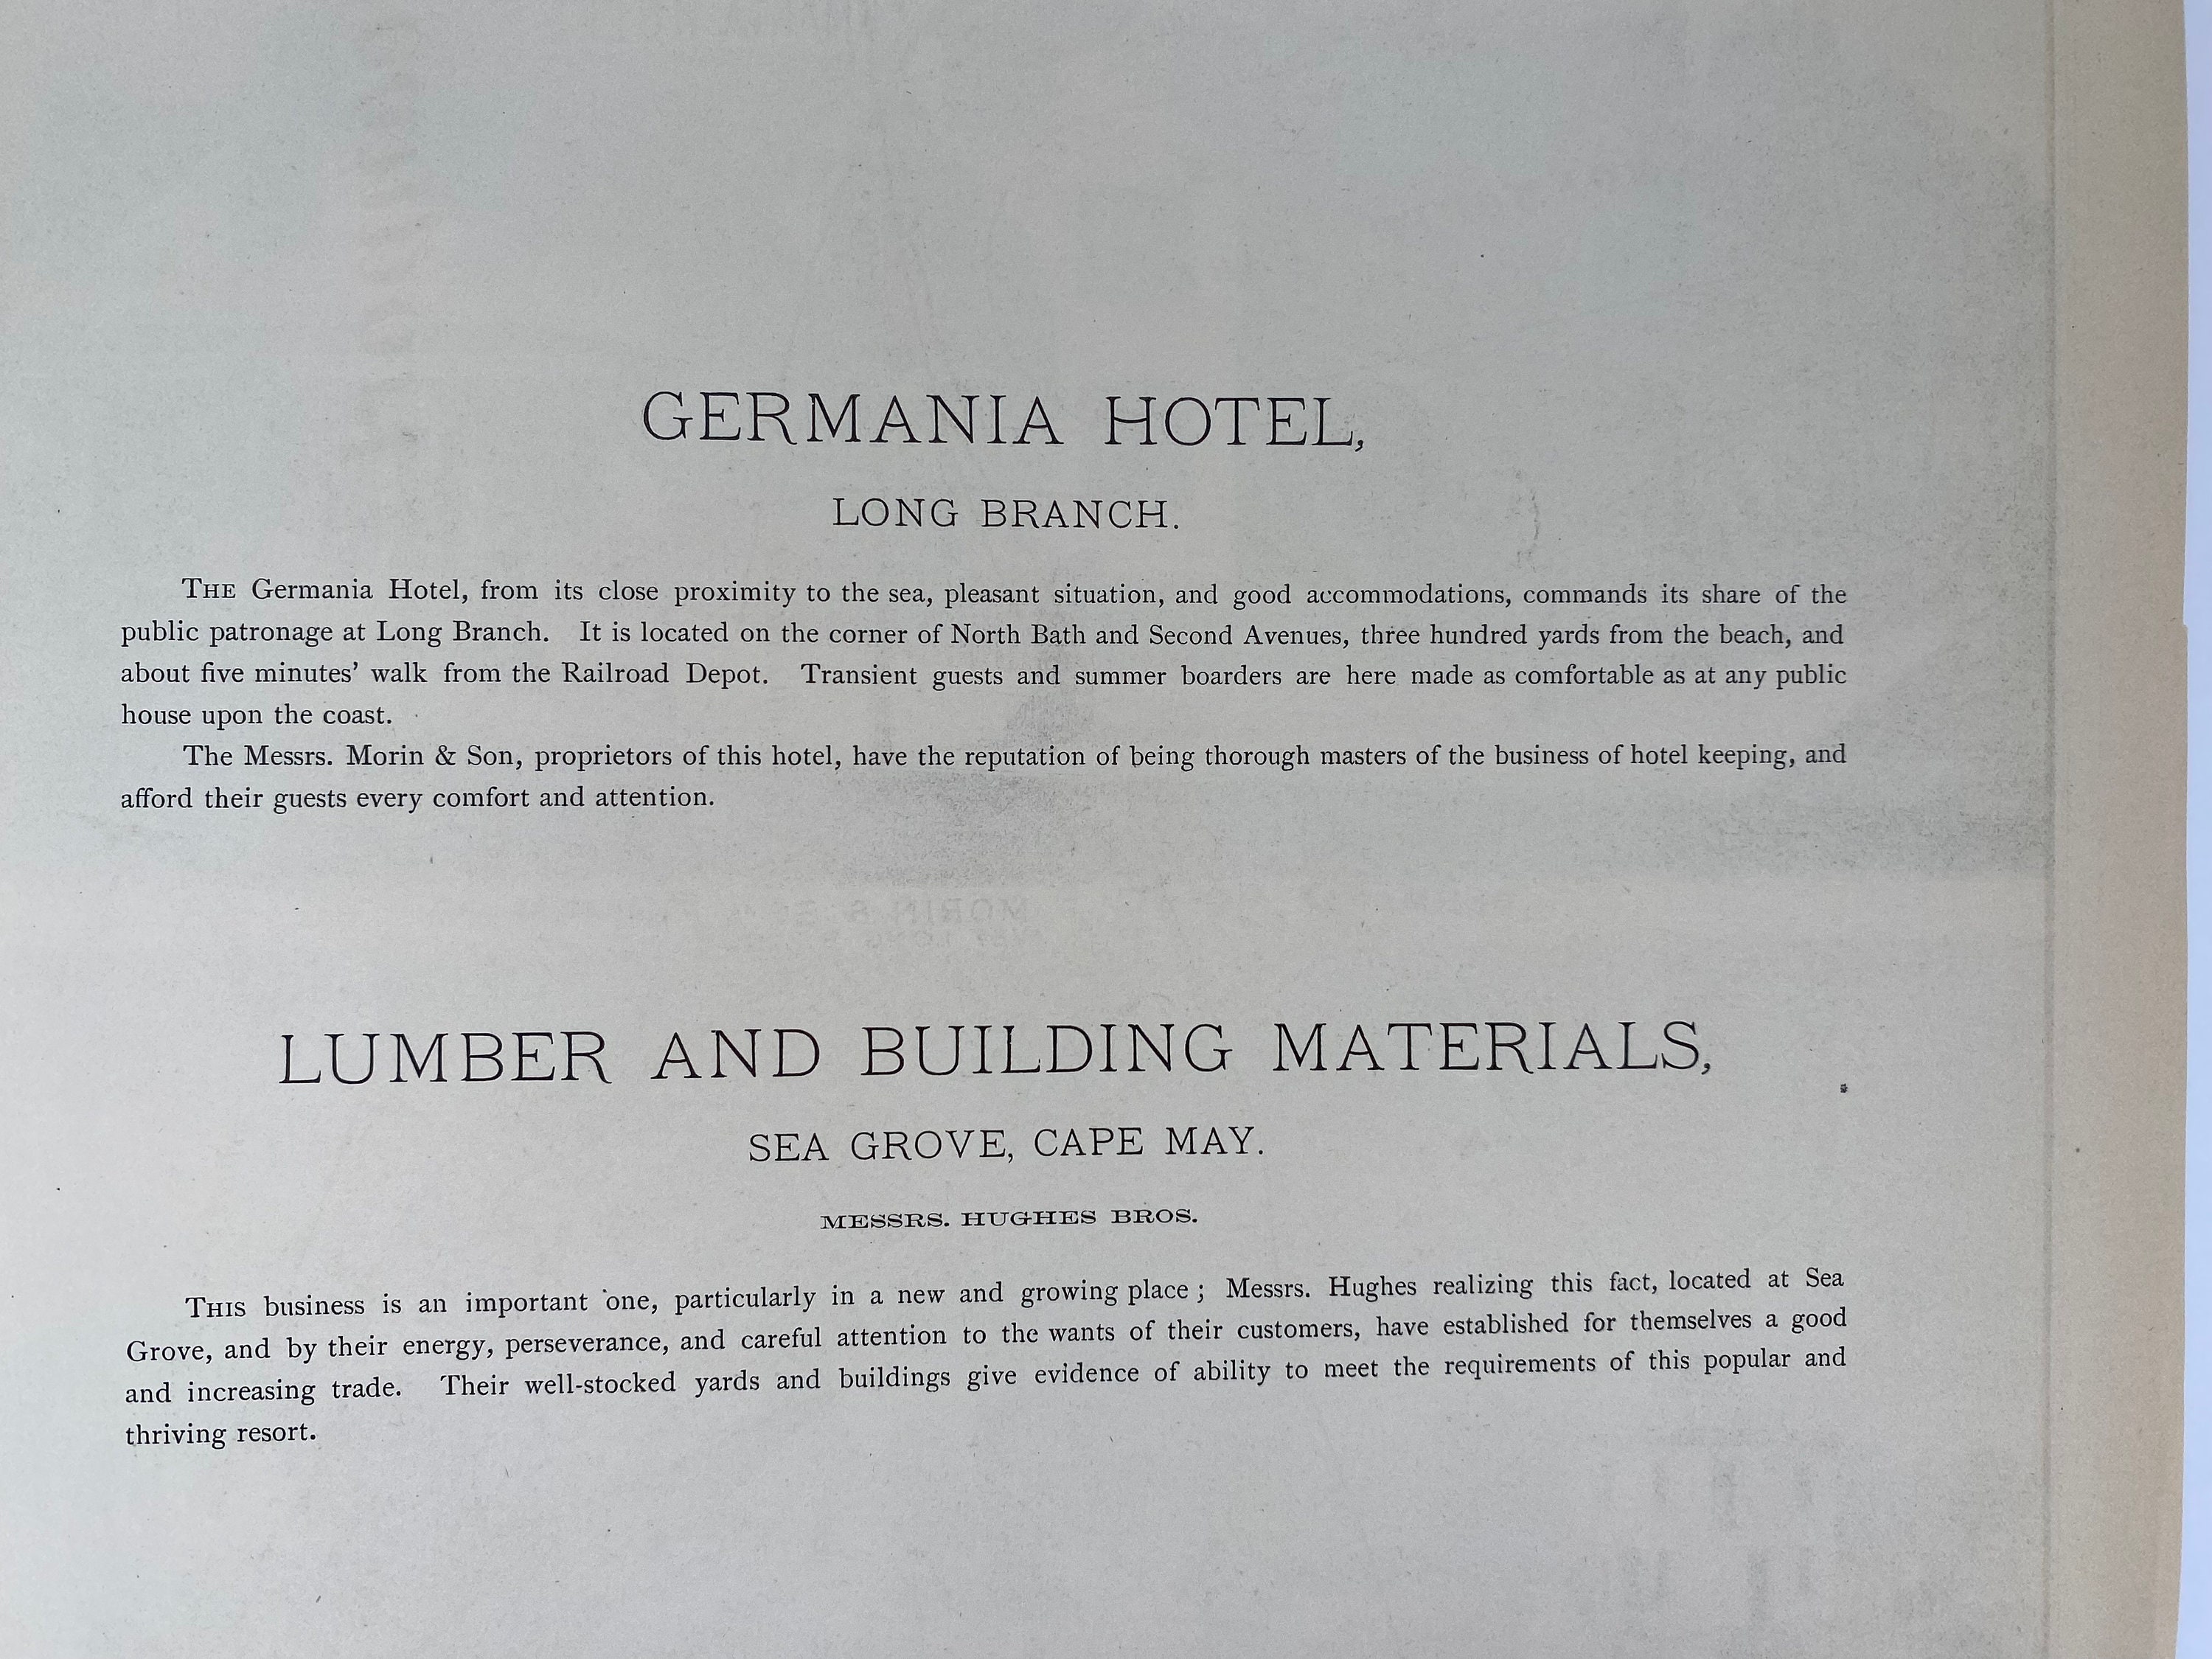 GERMANIA HOTEL,
LONG BRANCH.
THE Germania Hotel, from its close proximity to the sea, pleasant situation, and good accommodations, commands its share of the
public patronage at Long Branch. It is located on the corner of North Bath and Second Avenues, three hundred yards from the beach, and
about five minutes' walk from the Railroad Depot. Transient guests and summer boarders are here made as comfortable as at any public
house upon the coast.
The Messrs. Morin & Son, proprietors of this hotel, have the reputation of being thorough masters of the business of hotel keeping, and
afford their guests every comfort and attention.
LUMBER AND BUILDING MATERIALS,
SEA GROVE, CAPE MAY.
MESSRS. HUGHES BROS.
THIS business is an important one, particularly in a new and growing place; Messrs. Hughes realizing this fact, located at Sea
Grove, and by their energy, perseverance, and careful attention to the wants of their customers, have established for themselves a good
and increasing trade. Their well-stocked yards and buildings give evidence of ability to meet the requirements of this popular and
thriving resort.